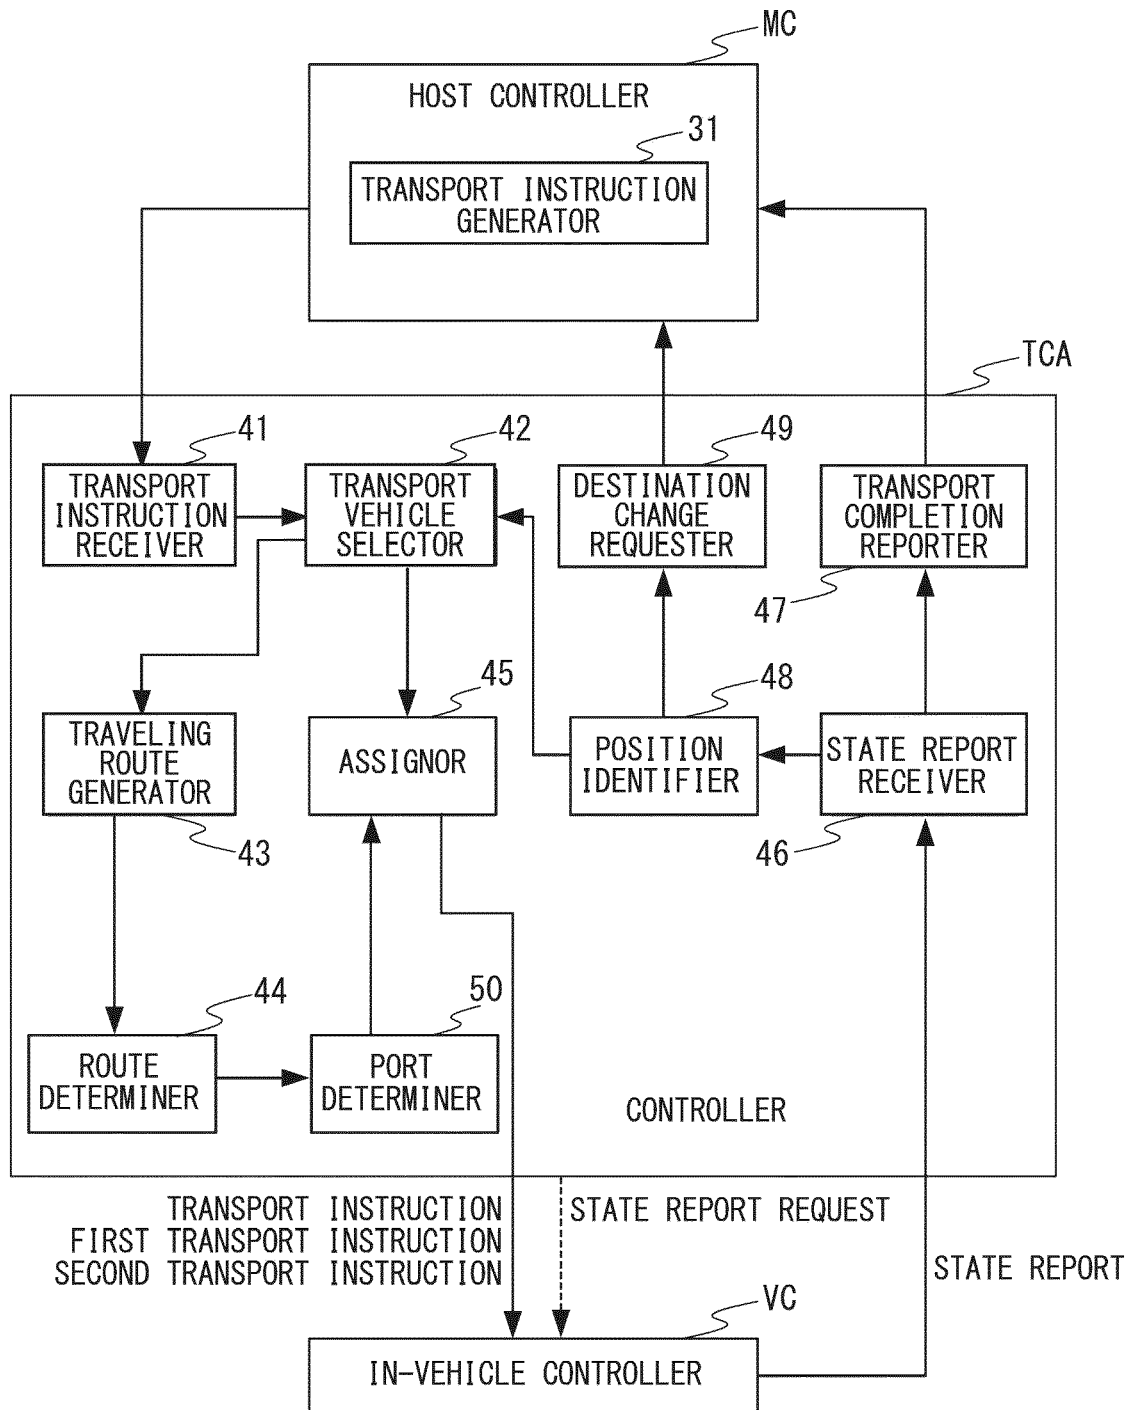 MC
HOST CONTROLLER
31
TRANSPORT INSTRUCTION
GENERATOR
TCA
41
42
49
TRANSPORT
INSTRUCTION
RECEIVER
TRANSPORT
VEHICLE
SELECTOR
DESTINATION
CHANGE
REQUESTER
TRANSPORT
COMPLETION
REPORTER
47
45
48
TRAVELING
ROUTE
GENERATOR
ASSIGNOR
POSITION
IDENTIFIER
STATE REPORT
RECEIVER
43
46
44
50
ROUTE
DETERMINER
PORT
DETERMINER
CONTROLLER
TRANSPORT INSTRUCTION
FIRST TRANSPORT INSTRUCTION
SECOND TRANSPORT INSTRUCTION
STATE REPORT REQUEST
STATE REPORT
VC
IN-VEHICLE CONTROLLER